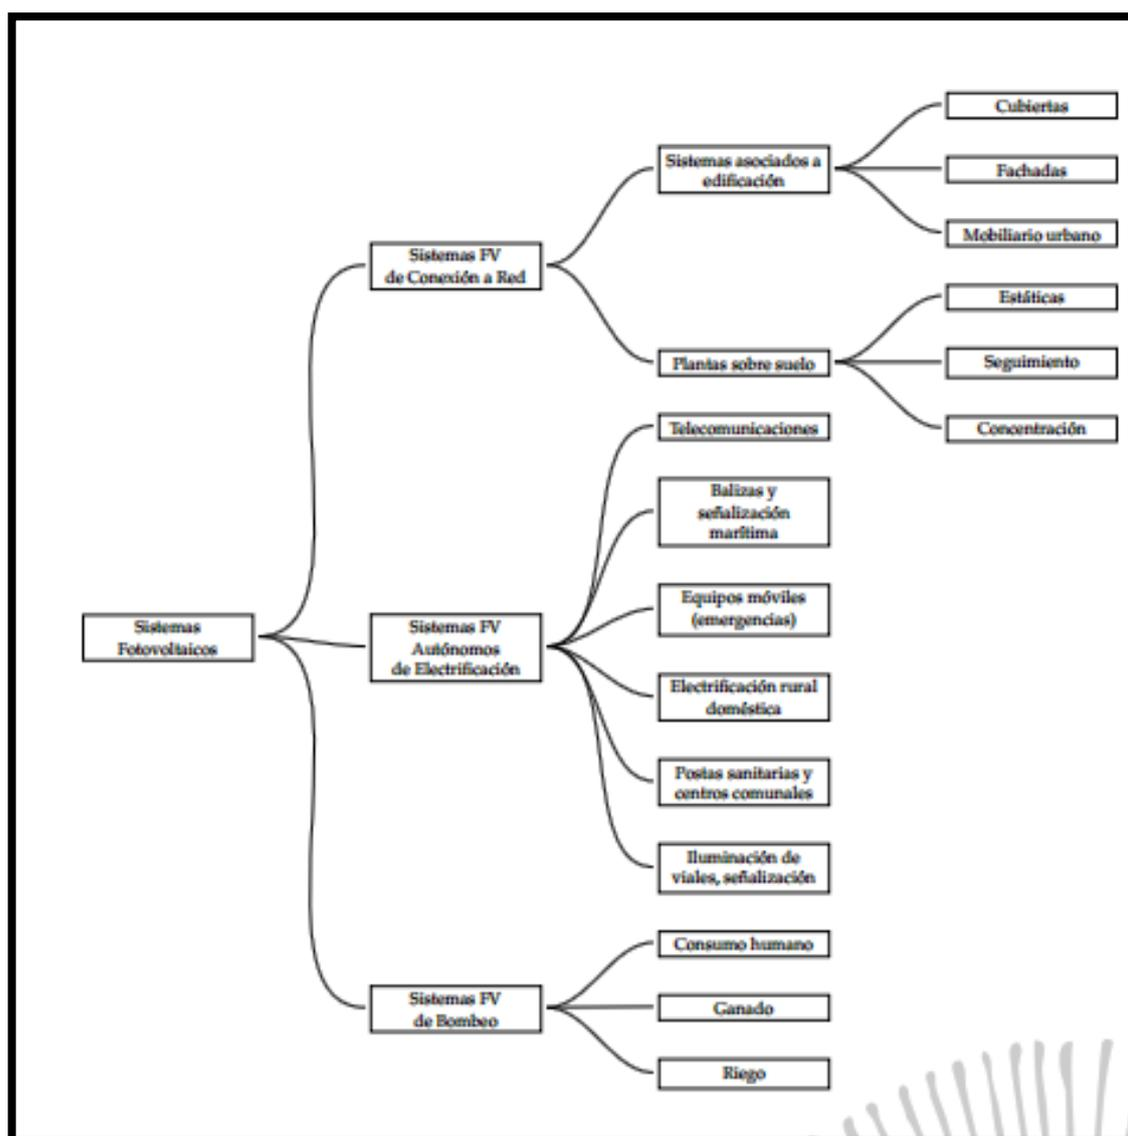 Cubiertas
Sistemas asociados a
edificación
Fachadas
Mobiliario urbano
Sistemas FV
de Conexión a Red
Estáticas
Plantas sobre suelo
Seguimiento
Concentración
Telecomunicaciones
Balizas y
señalización
marítima
Equipos móviles
(emergencias)
Sistemas
Fotovoltaicos
Sistemas FV
Autónomos
de Electrificación
Electrificación rural
doméstica
Postas sanitarias y
centros comunales
Iluminación de
viales, señalización
Consumo humano
Sistemas FV
de Bombeo
Ganado
Riego